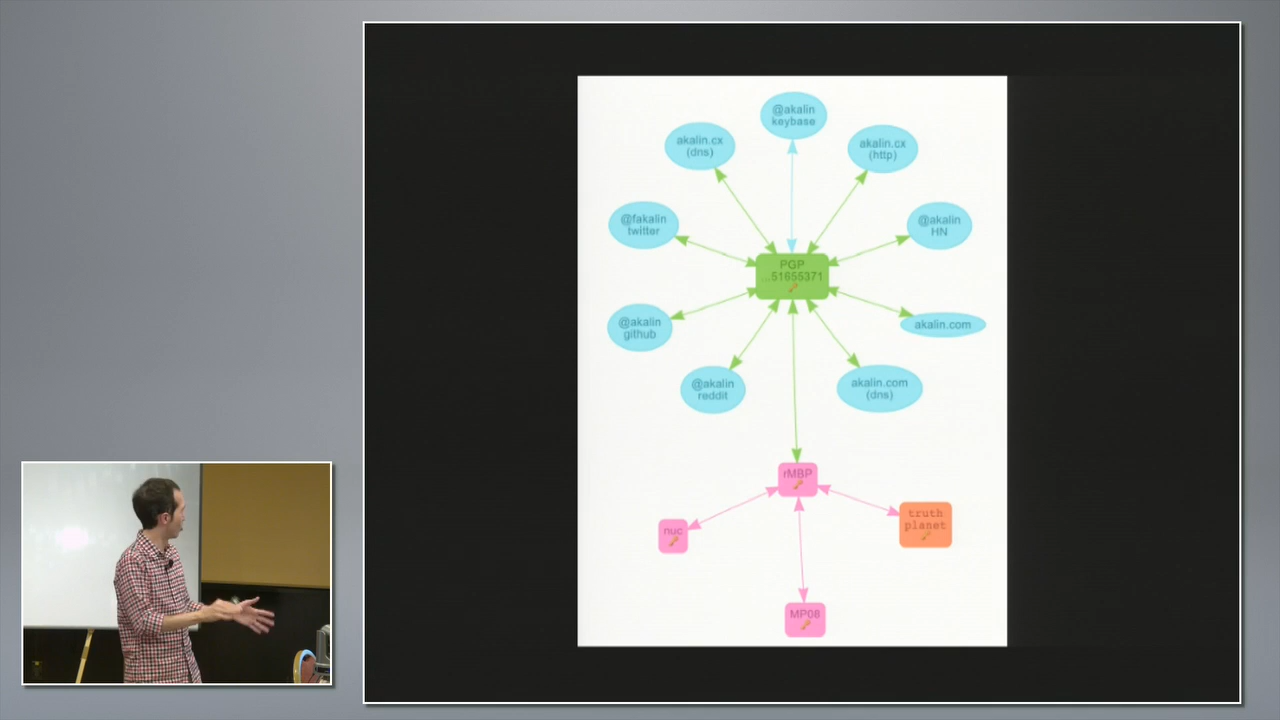 @akalin
keybase
akalin.cx
(dns)
akalin.cx
(http)
@fakalin
twitter
@akalin
HN
PGP
...51655371
@akalin
github
akalin.com
@akalin
reddit
akalin.com
(dns)
rMBP
nuc
truth
planet
MP08